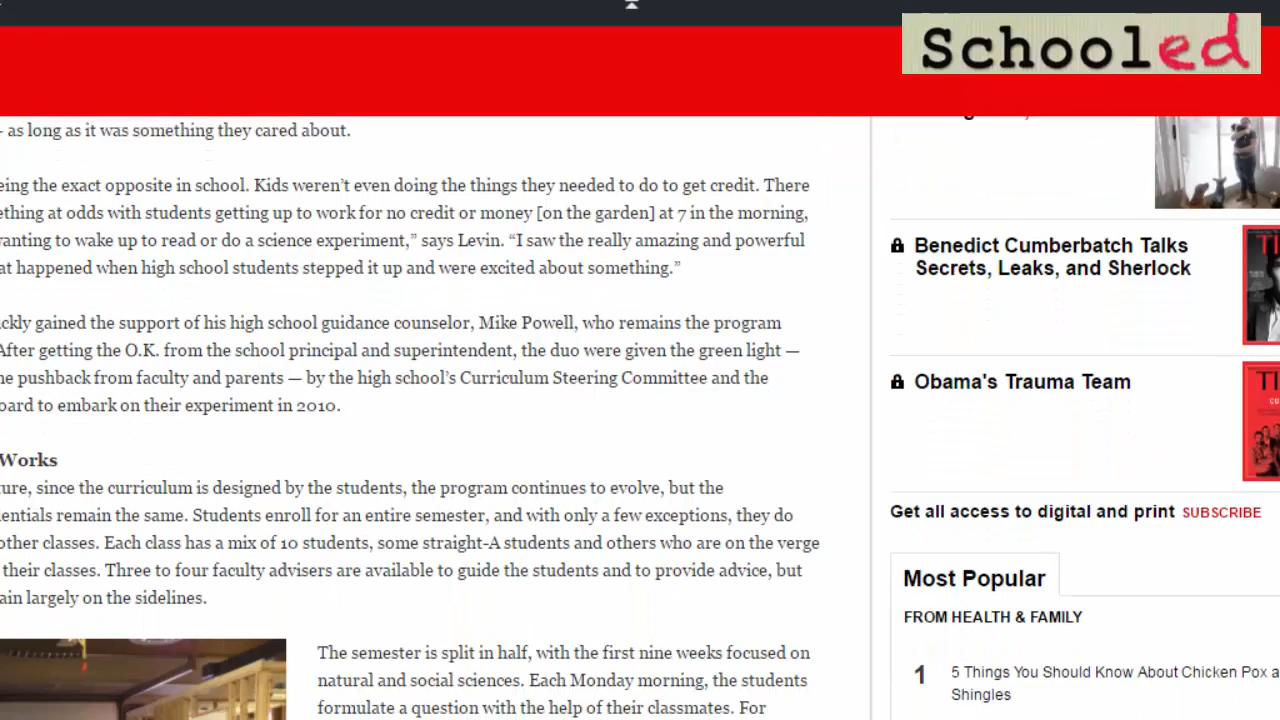 Schooled
- as long as it was something they cared about.
eing the exact opposite in school. Kids weren't even doing the things they needed to do to get credit. There
ething at odds with students getting up to work for no credit or money [on the garden] at 7 in the morning,
vanting to wake up to read or do a science experiment,” says Levin. “I saw the really amazing and powerful
at happened when high school students stepped it up and were excited about something.”
ickly gained the support of his high school guidance counselor, Mike Powell, who remains the program
After getting the O.K. from the school principal and superintendent, the duo were given the green light —
ne pushback from faculty and parents — by the high school's Curriculum Steering Committee and the
oard to embark on their experiment in 2010.
Works
ture, since the curriculum is designed by the students, the program continues to evolve, but the
dentials remain the same. Students enroll for an entire semester, and with only a few exceptions, they do
other classes. Each class has a mix of 10 students, some straight-A students and others who are on the verge
their classes. Three to four faculty advisers are available to guide the students and to provide advice, but
ain largely on the sidelines.
The semester is split in half, with the first nine weeks focused on
natural and social sciences. Each Monday morning, the students
formulate a question with the help of their classmates. For
Benedict Cumberbatch Talks
Secrets, Leaks, and Sherlock
Obama's Trauma Team
Get all access to digital and print SUBSCRIBE
Most Popular
FROM HEALTH & FAMILY
1 5 Things You Should Know About Chicken Pox a
Shingles